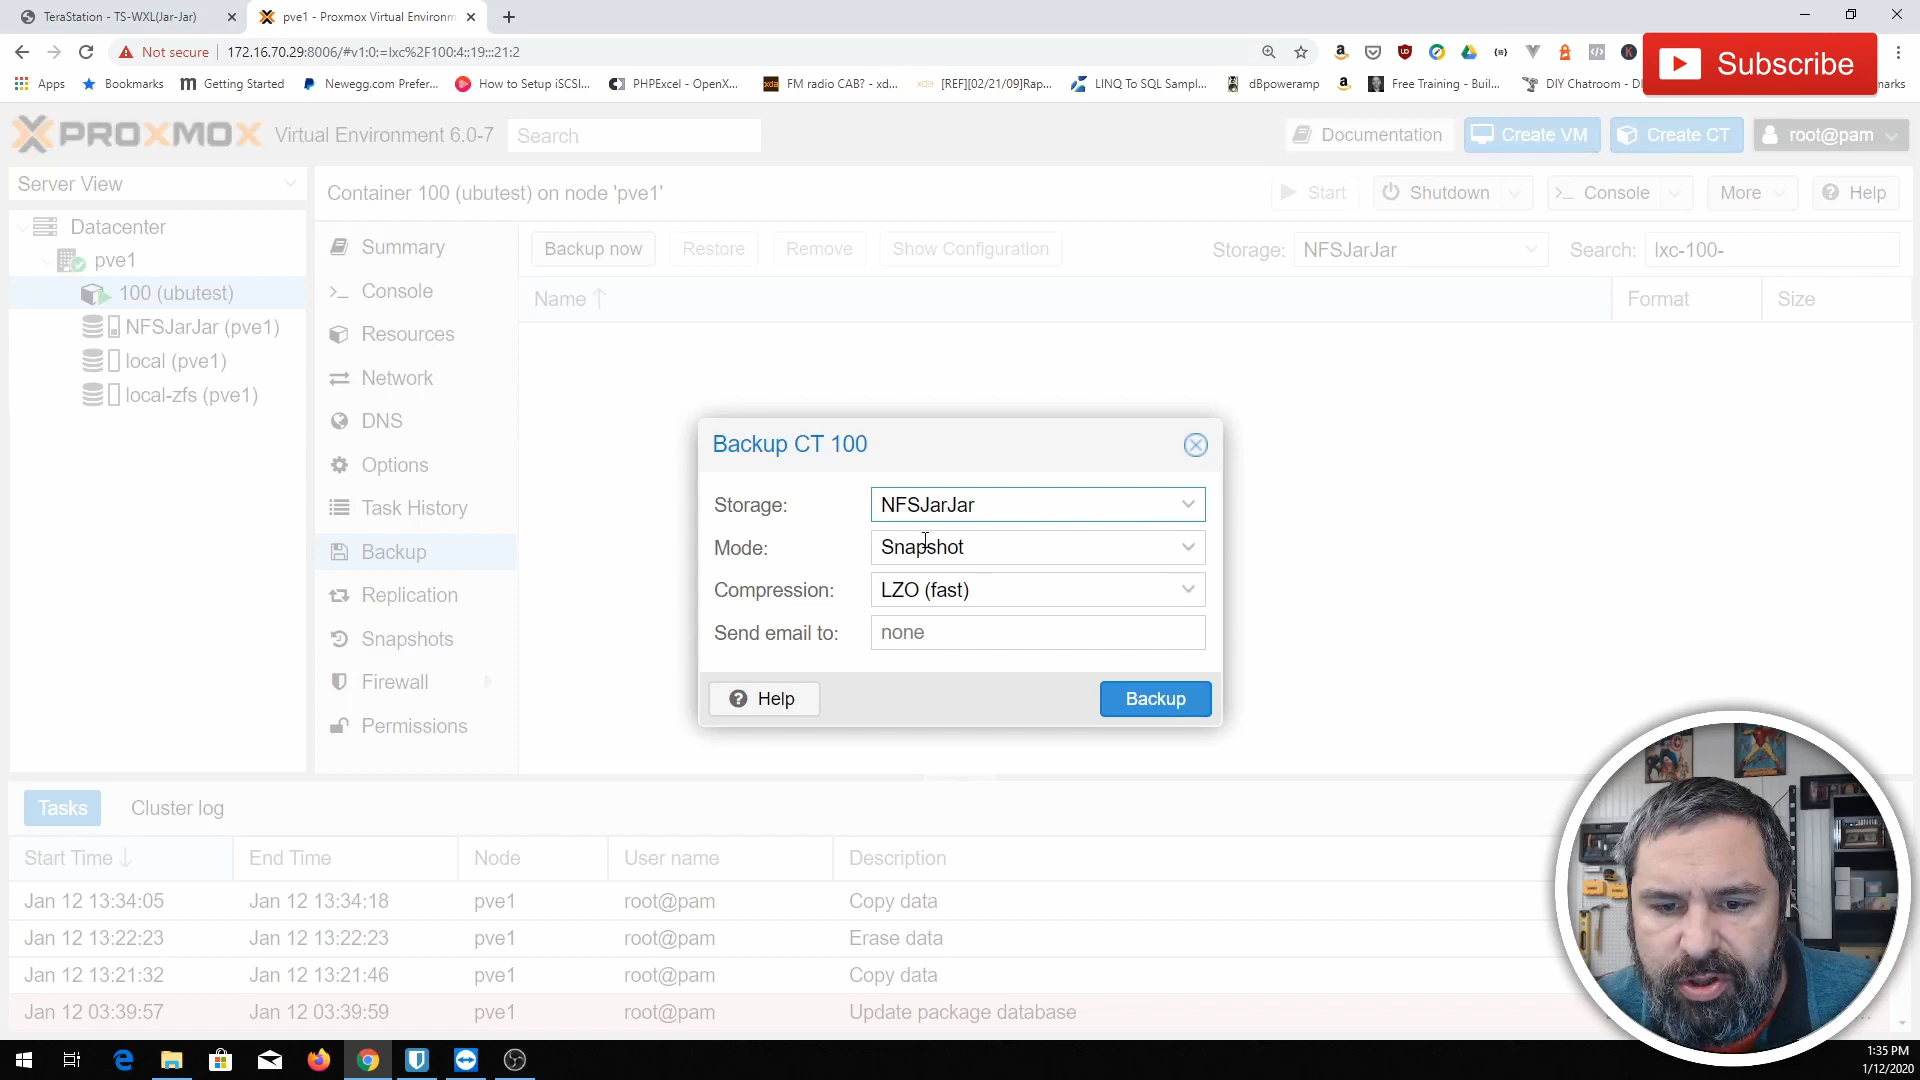 TeraStation - TS-WXL(Jar-Jar)
pve1 - Proxmox Virtual Environm
Not secure
172.16.70.29:8006/#v1:0:=lxc%2F100:4::19:::21:2
Subscribe
Apps
Bookmarks
Getting Started
Newegg.com Prefer...
How to Setup iSCSI...
PHPExcel - OpenX...
FM radio CAB? - xd...
[REF][02/21/09]Rap...
LINQ To SQL Sampl...
dBpoweramp
Free Training - Buil...
DIY Chatroom - DI
PROXMOX
Virtual Environment 6.0-7
Search
Documentation
Create VM
Create CT
root@pam
Server View
Container 100 (ubutest) on node 'pve1'
Start
Shutdown
Console
More
Help
Datacenter
pve1
100 (ubutest)
NFSJarJar (pve1)
local (pve1)
local-zfs (pve1)
Summary
Console
Resources
Network
DNS
Options
Task History
Backup
Replication
Snapshots
Firewall
Permissions
Backup now
Restore
Remove
Show Configuration
Storage:
NFSJarJar
Search:
lxc-100-
Name
Format
Size
Backup CT 100
Storage:
NFSJarJar
Mode:
Snapshot
Compression:
LZO (fast)
Send email to:
none
Help
Backup
Tasks
Cluster log
Start Time
End Time
Node
User name
Description
Jan 12 13:34:05 Jan 12 13:34:18 pve1 root@pam Copy data
Jan 12 13:22:23 Jan 12 13:22:23 pve1 root@pam Erase data
Jan 12 13:21:32 Jan 12 13:21:46 pve1 root@pam Copy data
Jan 12 03:39:57 Jan 12 03:39:59 pve1 root@pam Update package database
1:35 PM
1/12/2020